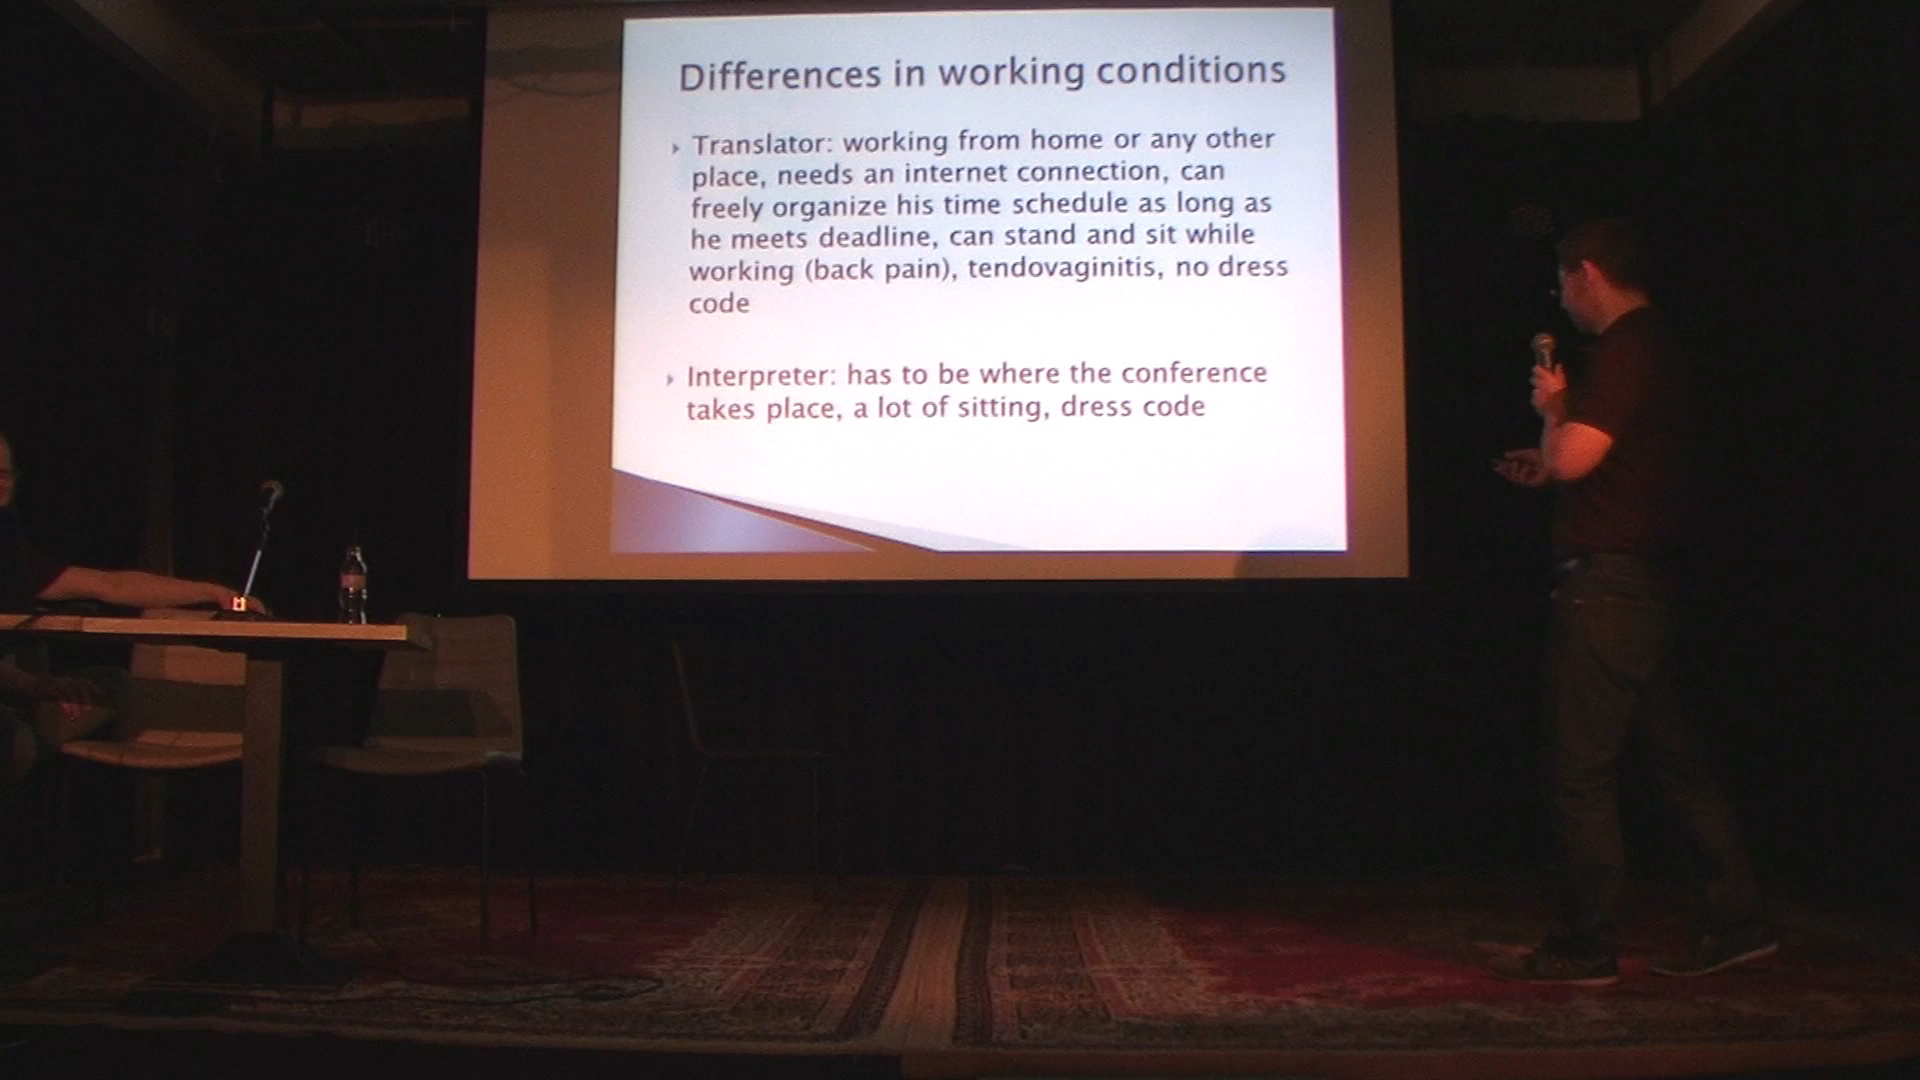 Differences in working conditions
Translator: working from home or any other
place, needs an internet connection, can
freely organize his time schedule as long as
he meets deadline, can stand and sit while
working (back pain), tendovaginitis, no dress
code
Interpreter: has to be where the conference
takes place, a lot of sitting, dress code